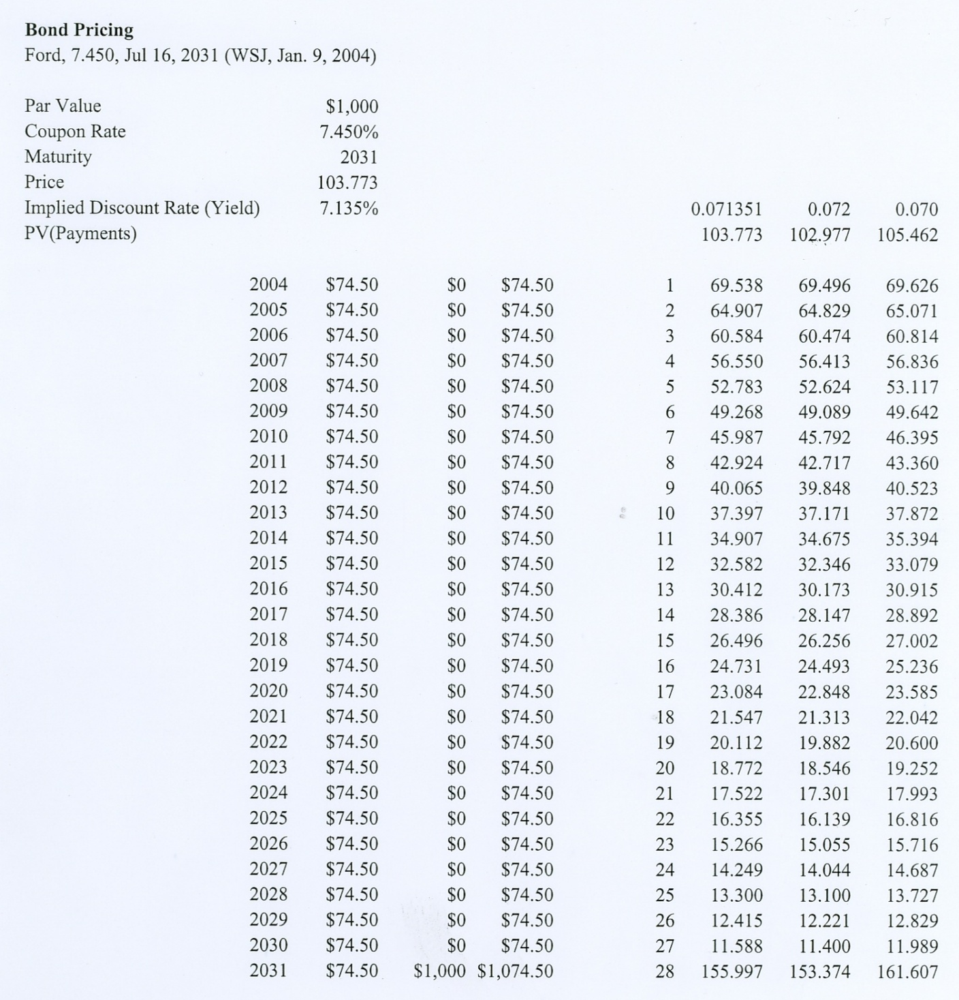 Bond Pricing
Ford, 7.450, Jul 16, 2031 (WSJ, Jan. 9, 2004)
Par Value $1,000
Coupon Rate 7.450%
Maturity 2031
Price 103.773
Implied Discount Rate (Yield) 7.135% 0.071351 0.072 0.070
PV(Payments) 103.773 102.977 105.462
2004 $74.50 $0 $74.50 1 69.538 69.496 69.626
2005 $74.50 $0 $74.50 2 64.907 64.829 65.071
2006 $74.50 $0 $74.50 3 60.584 60.474 60.814
2007 $74.50 $0 $74.50 4 56.550 56.413 56.836
2008 $74.50 $0 $74.50 5 52.783 52.624 53.117
2009 $74.50 $0 $74.50 6 49.268 49.089 49.642
2010 $74.50 $0 $74.50 7 45.987 45.792 46.395
2011 $74.50 $0 $74.50 8 42.924 42.717 43.360
2012 $74.50 $0 $74.50 9 40.065 39.848 40.523
2013 $74.50 $0 $74.50 10 37.397 37.171 37.872
2014 $74.50 $0 $74.50 11 34.907 34.675 35.394
2015 $74.50 $0 $74.50 12 32.582 32.346 33.079
2016 $74.50 $0 $74.50 13 30.412 30.173 30.915
2017 $74.50 $0 $74.50 14 28.386 28.147 28.892
2018 $74.50 $0 $74.50 15 26.496 26.256 27.002
2019 $74.50 $0 $74.50 16 24.731 24.493 25.236
2020 $74.50 $0 $74.50 17 23.084 22.848 23.585
2021 $74.50 $0 $74.50 18 21.547 21.313 22.042
2022 $74.50 $0 $74.50 19 20.112 19.882 20.600
2023 $74.50 $0 $74.50 20 18.772 18.546 19.252
2024 $74.50 $0 $74.50 21 17.522 17.301 17.993
2025 $74.50 $0 $74.50 22 16.355 16.139 16.816
2026 $74.50 $0 $74.50 23 15.266 15.055 15.716
2027 $74.50 $0 $74.50 24 14.249 14.044 14.687
2028 $74.50 $0 $74.50 25 13.300 13.100 13.727
2029 $74.50 $0 $74.50 26 12.415 12.221 12.829
2030 $74.50 $0 $74.50 27 11.588 11.400 11.989
2031 $74.50 $1,000 $1,074.50 28 155.997 153.374 161.607